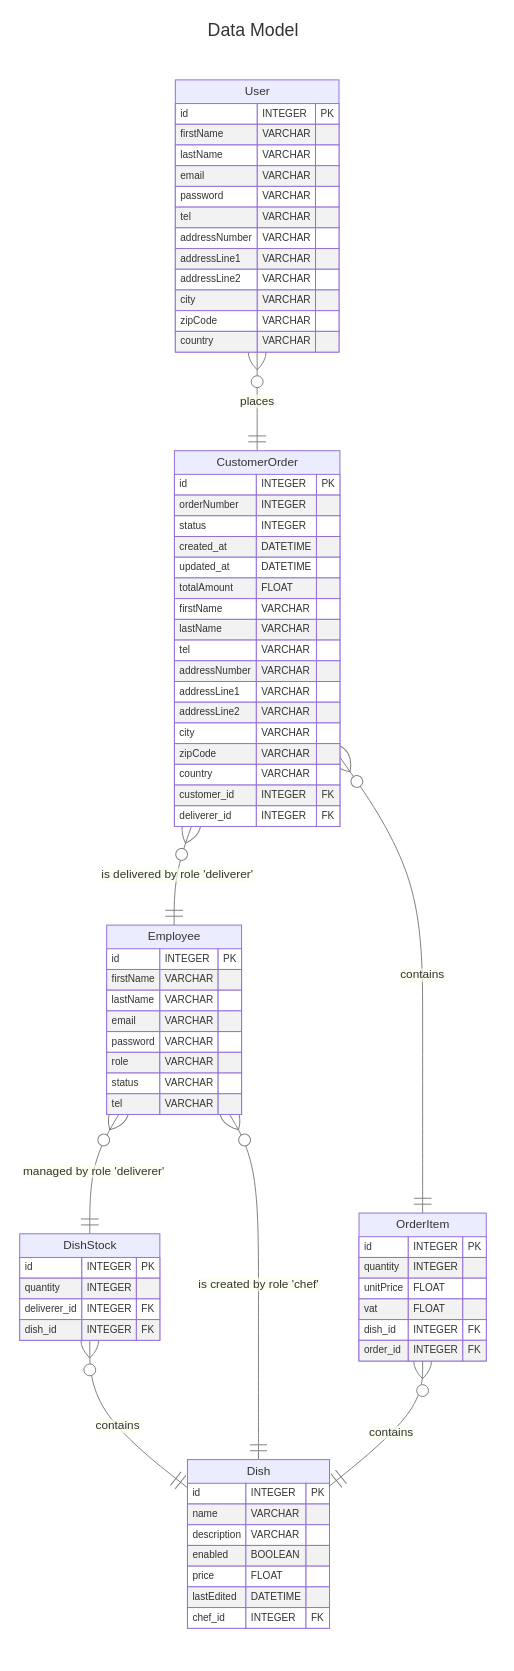 Data Model
User
id INTEGER PK
firstName VARCHAR
lastName VARCHAR
email VARCHAR
password VARCHAR
tel VARCHAR
addressNumber VARCHAR
addressLine1 VARCHAR
addressLine2 VARCHAR
city VARCHAR
zipCode VARCHAR
country VARCHAR
places
CustomerOrder
id INTEGER PK
orderNumber INTEGER
status INTEGER
created_at DATETIME
updated_at DATETIME
totalAmount FLOAT
firstName VARCHAR
lastName VARCHAR
tel VARCHAR
addressNumber VARCHAR
addressLine1 VARCHAR
addressLine2 VARCHAR
city VARCHAR
zipCode VARCHAR
country VARCHAR
customer_id INTEGER FK
deliverer_id INTEGER FK
is delivered by role 'deliverer'
Employee
id INTEGER PK
firstName VARCHAR
lastName VARCHAR
email VARCHAR
password VARCHAR
role VARCHAR
status VARCHAR
tel VARCHAR
contains
managed by role 'deliverer'
DishStock
id INTEGER PK
quantity INTEGER
deliverer_id INTEGER FK
dish_id INTEGER FK
is created by role 'chef'
OrderItem
id INTEGER PK
quantity INTEGER
unitPrice FLOAT
vat FLOAT
dish_id INTEGER FK
order_id INTEGER FK
contains
contains
Dish
id INTEGER PK
name VARCHAR
description VARCHAR
enabled BOOLEAN
price FLOAT
lastEdited DATETIME
chef_id INTEGER FK